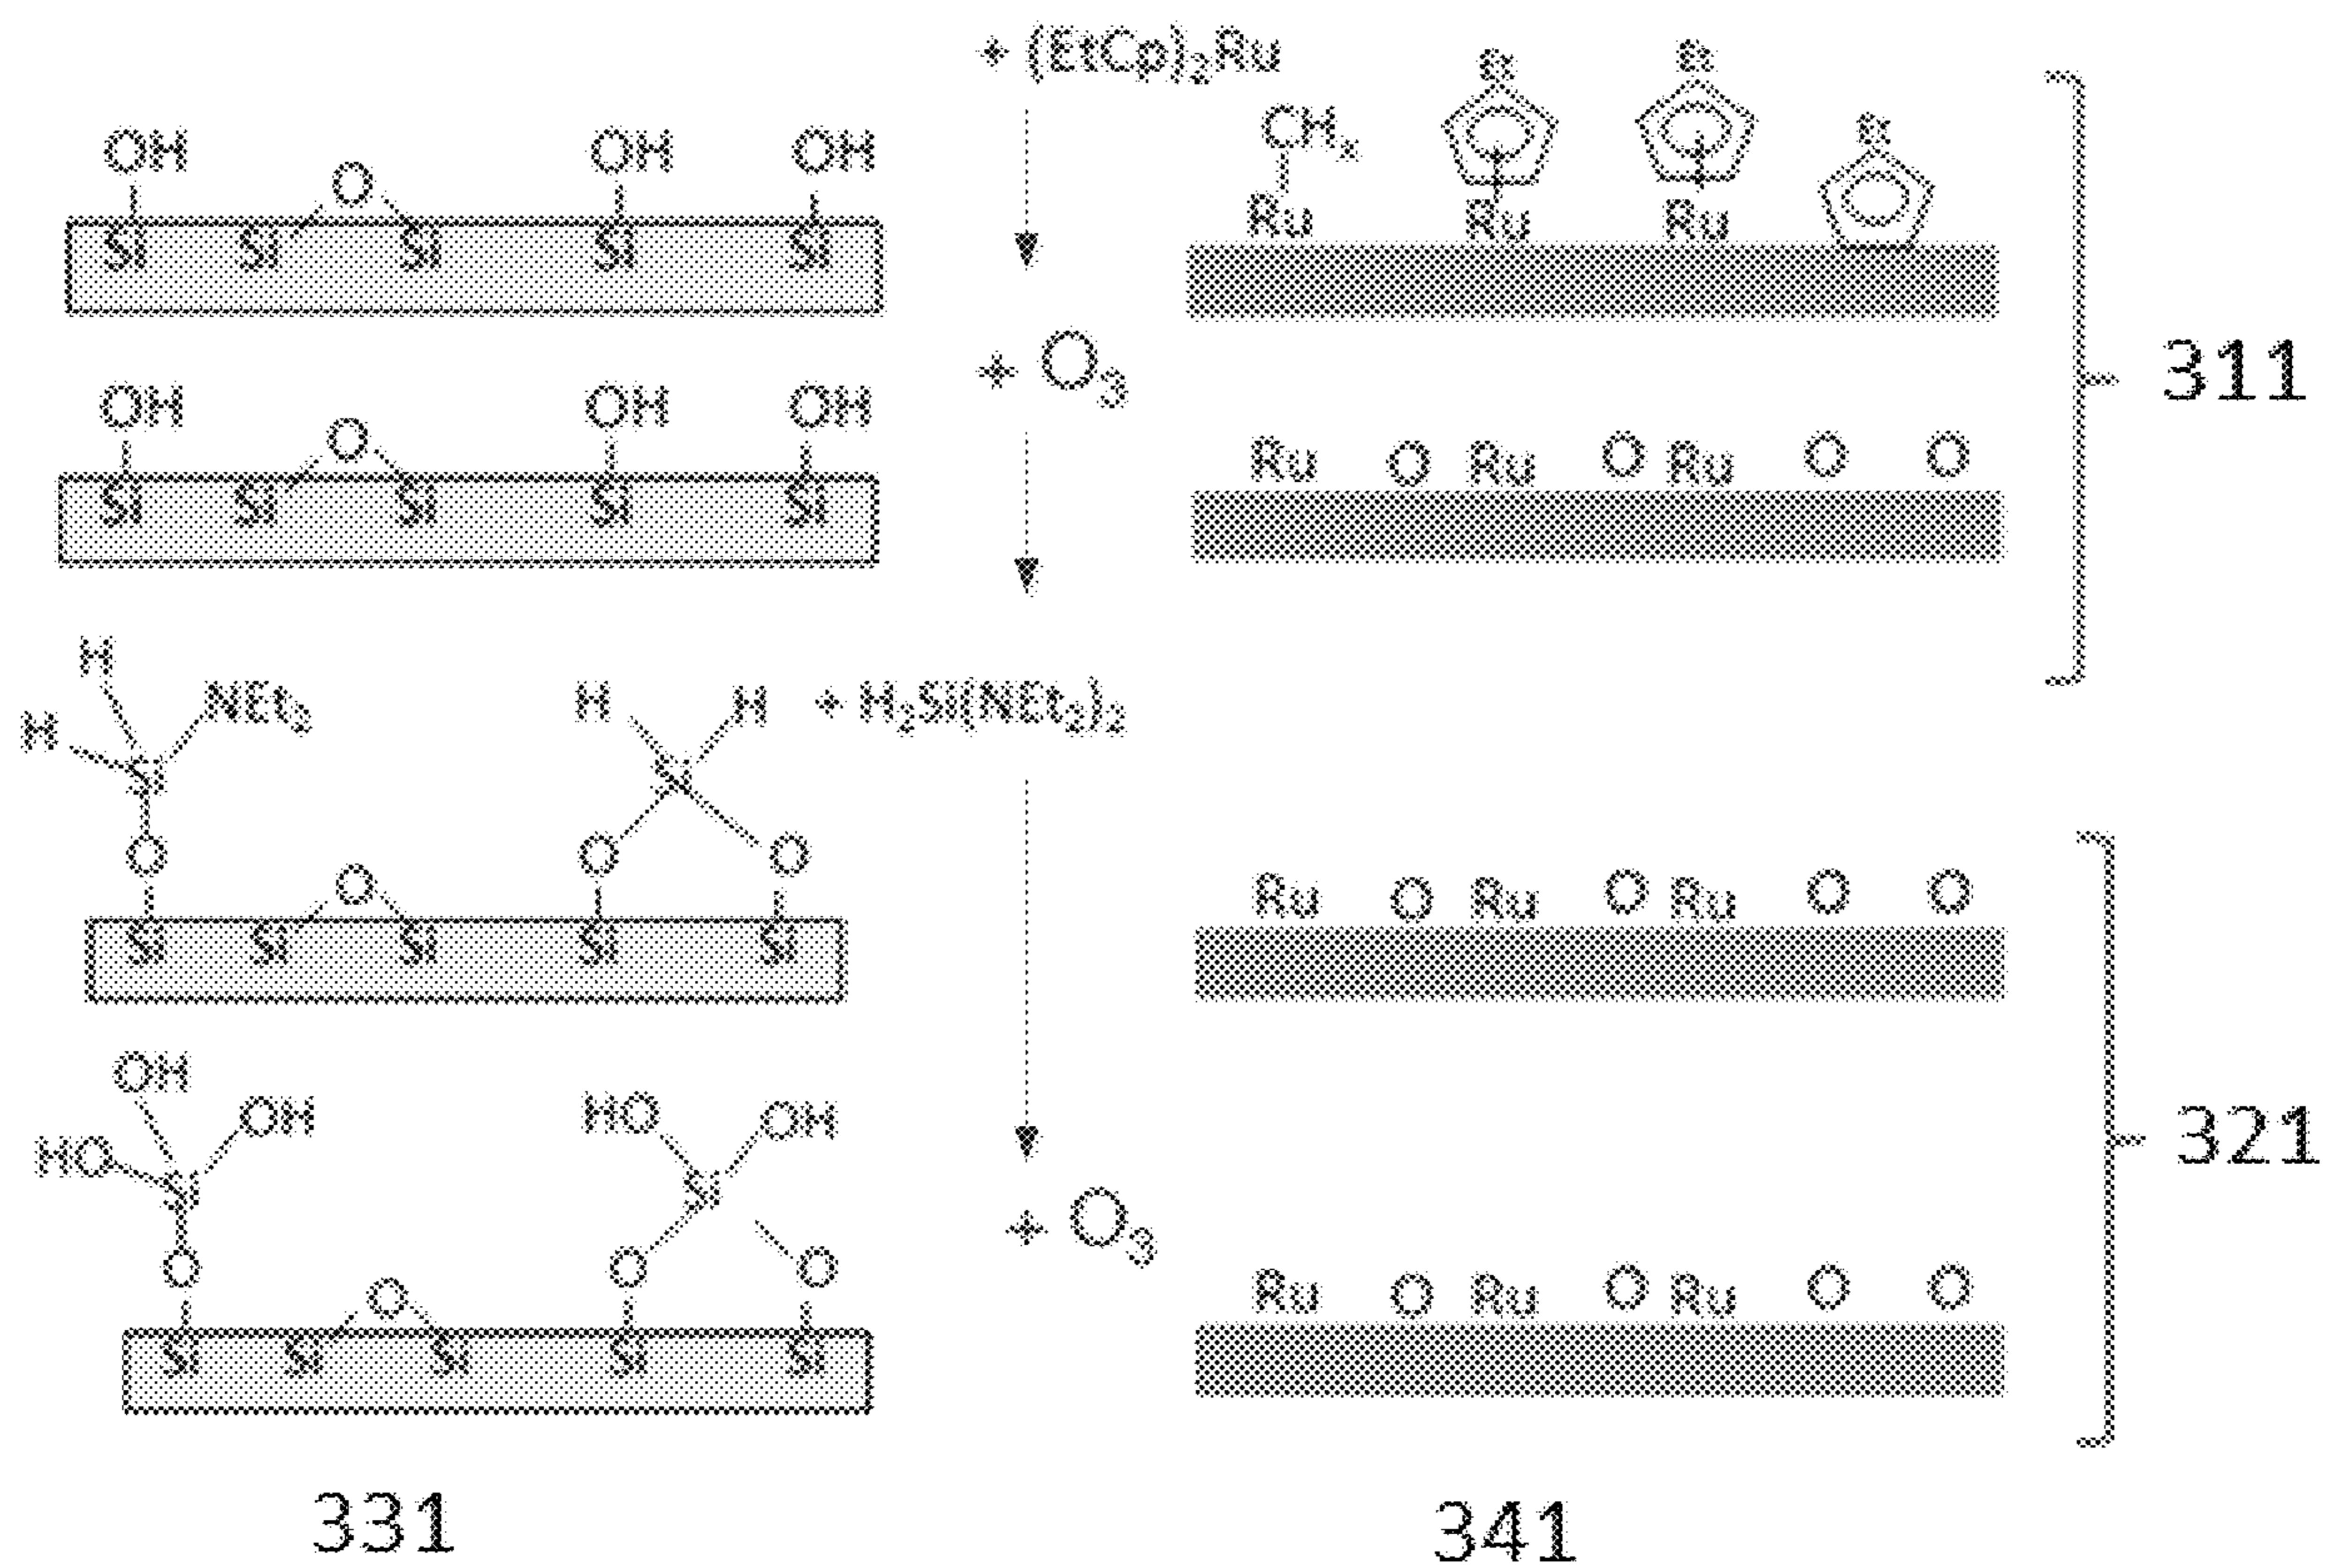 + (EtCp)₂Ru
OH O OH OH
Si Si Si Si Si
CHₓ Et Et Et
Ru Ru Ru
+ O₃
311
OH O OH OH
Si Si Si Si Si
Ru O Ru O Ru O O
H H NEt₂ H H
+ H₂Si(NEt₂)₂
Si Si
O O O O
Si Si Si Si Si
Ru O Ru O Ru O O
321
OH HO OH HO OH
Si Si
+ O₃
O O O O
Si Si Si Si Si
Ru O Ru O Ru O O
331
341